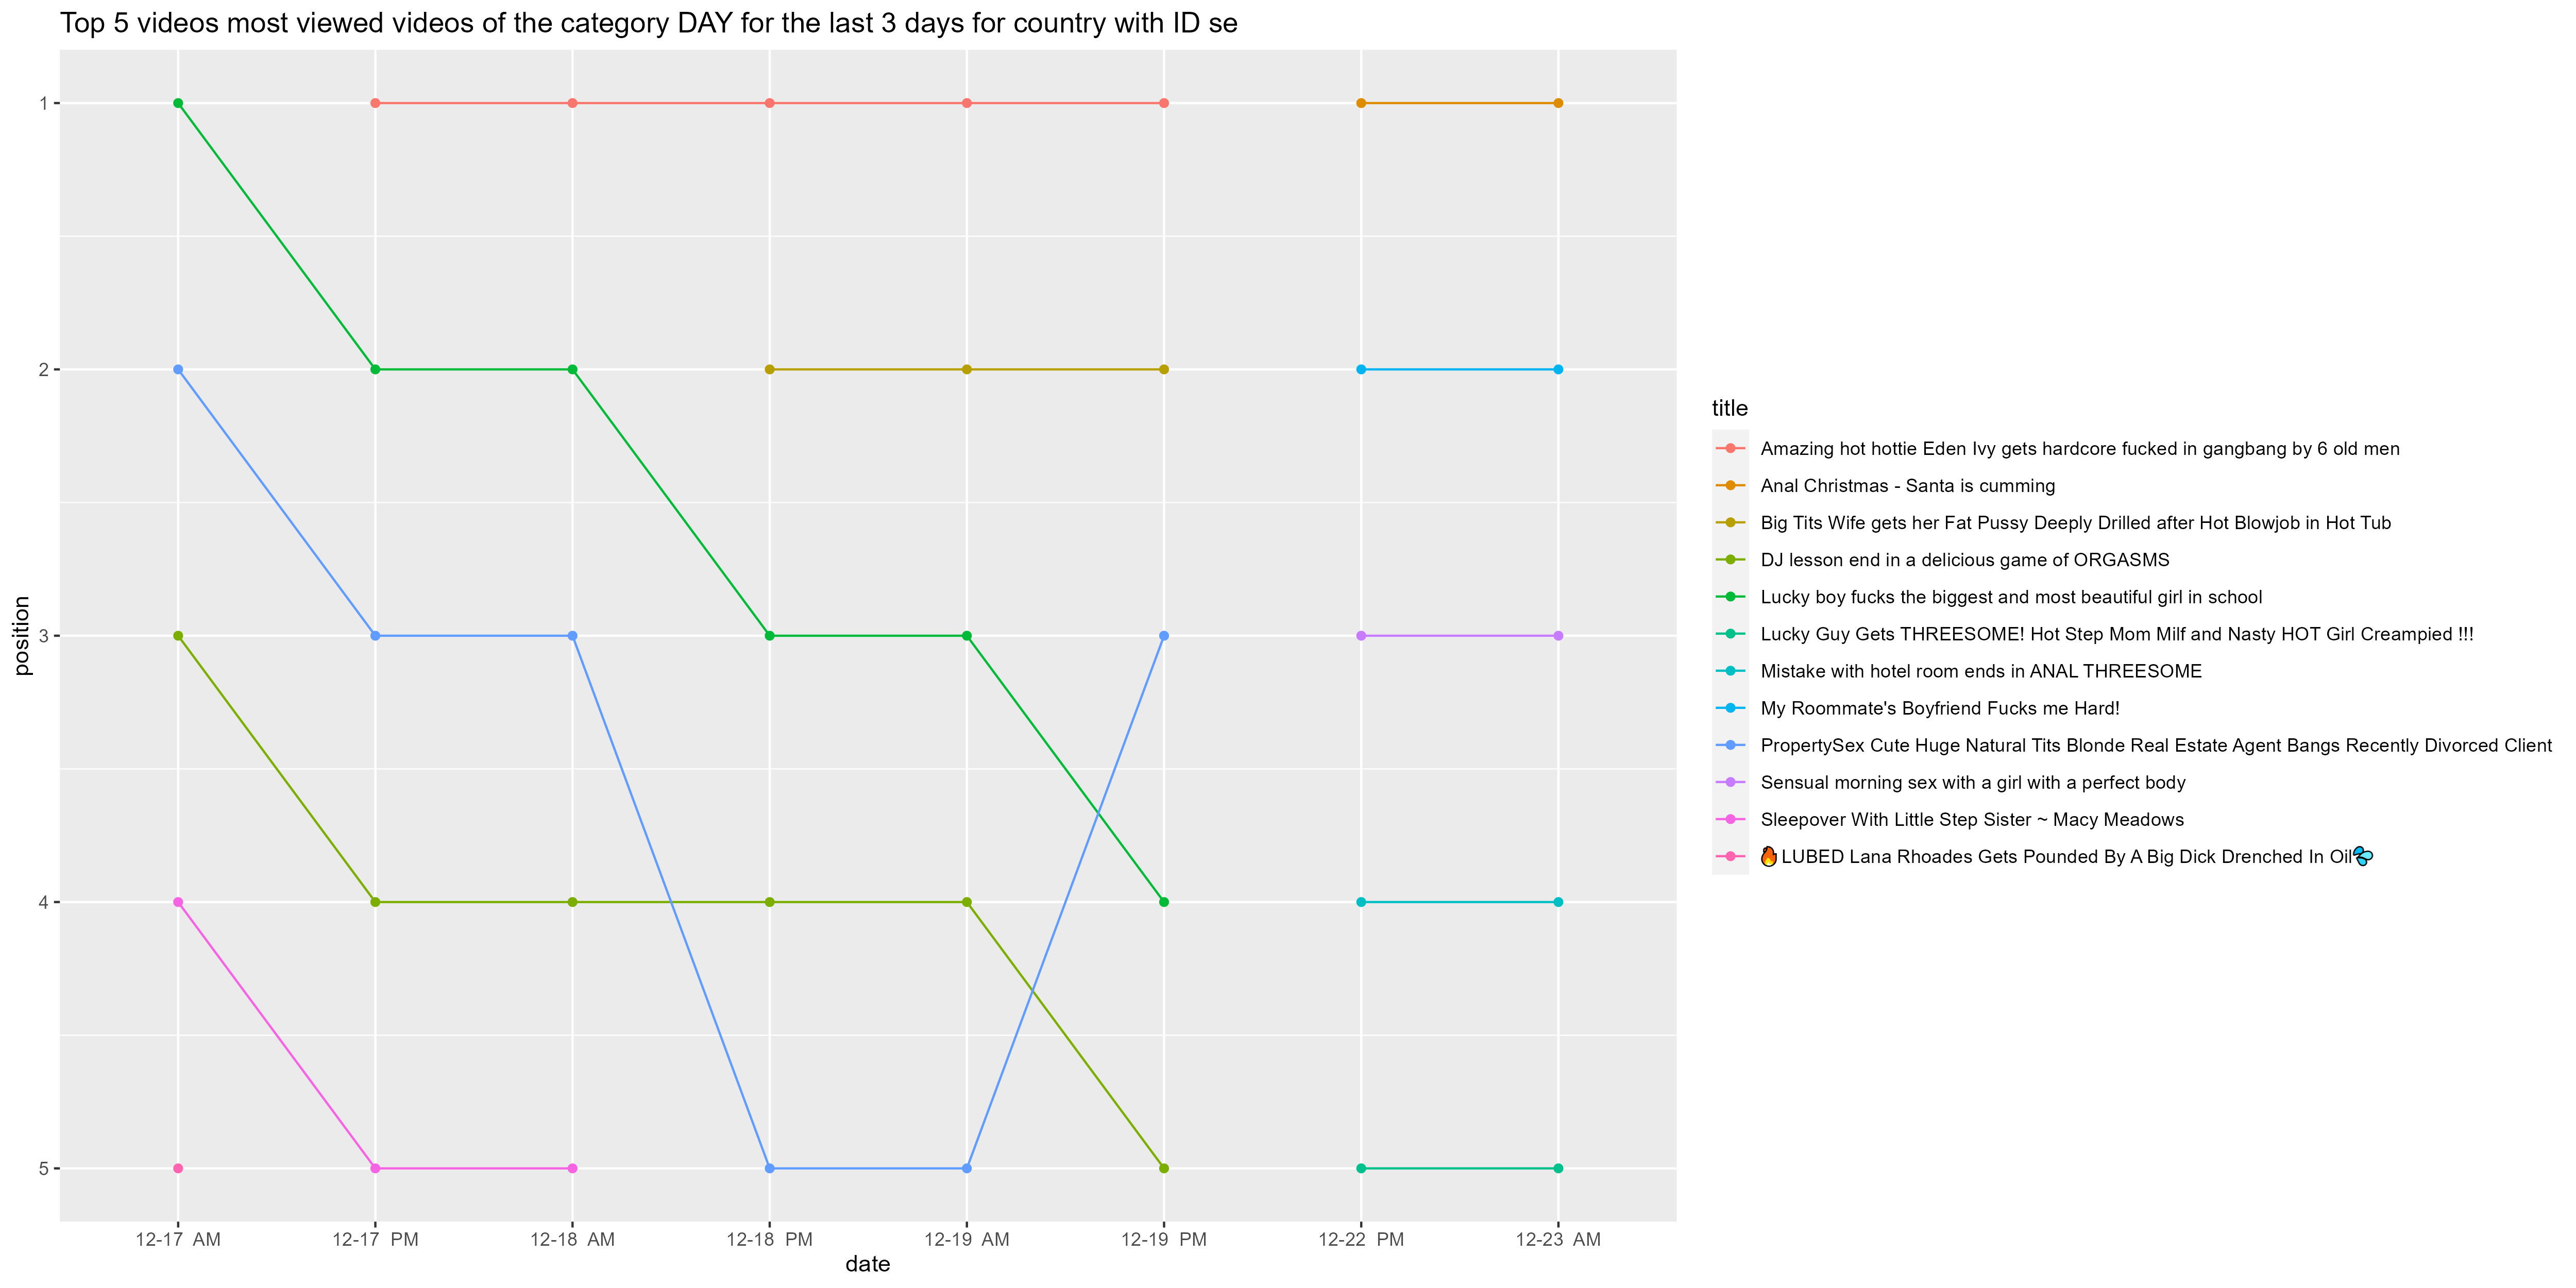 Top 5 videos most viewed videos of the category DAY for the last 3 days for country with ID se
position
1
2
3
4
5
12-17 AM
12-17 PM
12-18 AM
12-18 PM
12-19 AM
12-19 PM
12-22 PM
12-23 AM
date
title
Amazing hot hottie Eden Ivy gets hardcore fucked in gangbang by 6 old men
Anal Christmas - Santa is cumming
Big Tits Wife gets her Fat Pussy Deeply Drilled after Hot Blowjob in Hot Tub
DJ lesson end in a delicious game of ORGASMS
Lucky boy fucks the biggest and most beautiful girl in school
Lucky Guy Gets THREESOME! Hot Step Mom Milf and Nasty HOT Girl Creampied !!!
Mistake with hotel room ends in ANAL THREESOME
My Roommate's Boyfriend Fucks me Hard!
PropertySex Cute Huge Natural Tits Blonde Real Estate Agent Bangs Recently Divorced Client
Sensual morning sex with a girl with a perfect body
Sleepover With Little Step Sister ~ Macy Meadows
🔥LUBED Lana Rhoades Gets Pounded By A Big Dick Drenched In Oil💦